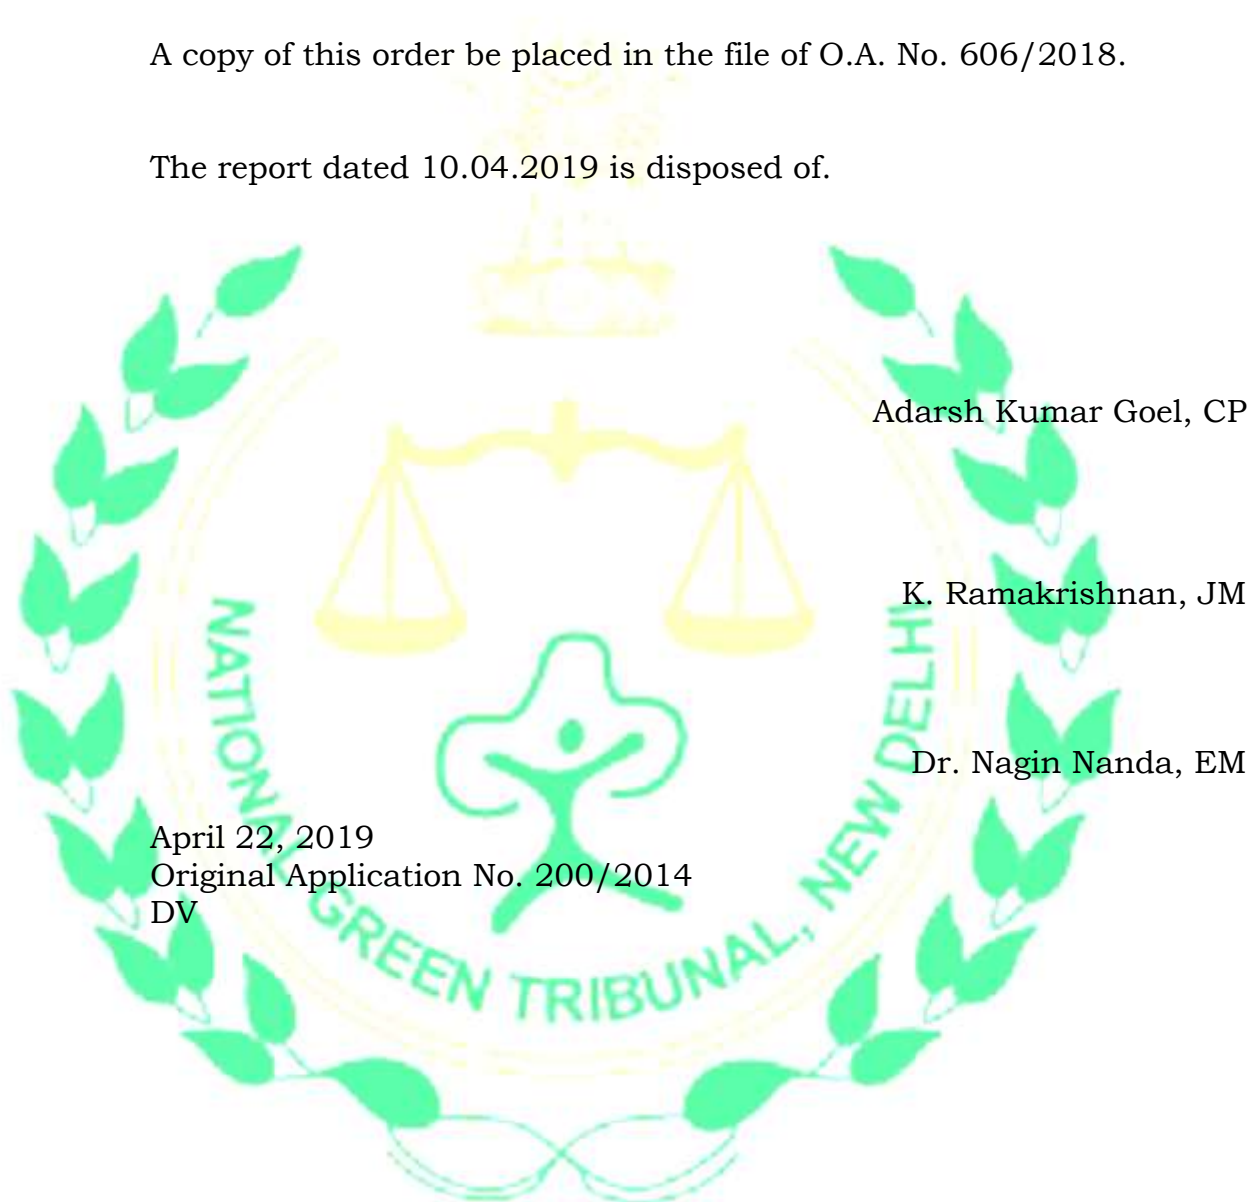 A copy of this order be placed in the file of O.A. No. 606/2018.
The report dated 10.04.2019 is disposed of.
Adarsh Kumar Goel, CP
K. Ramakrishnan, JM
Dr. Nagin Nanda, EM
April 22, 2019
Original Application No. 200/2014
DV
NATIONAL GREEN TRIBUNAL, NEW DELHI